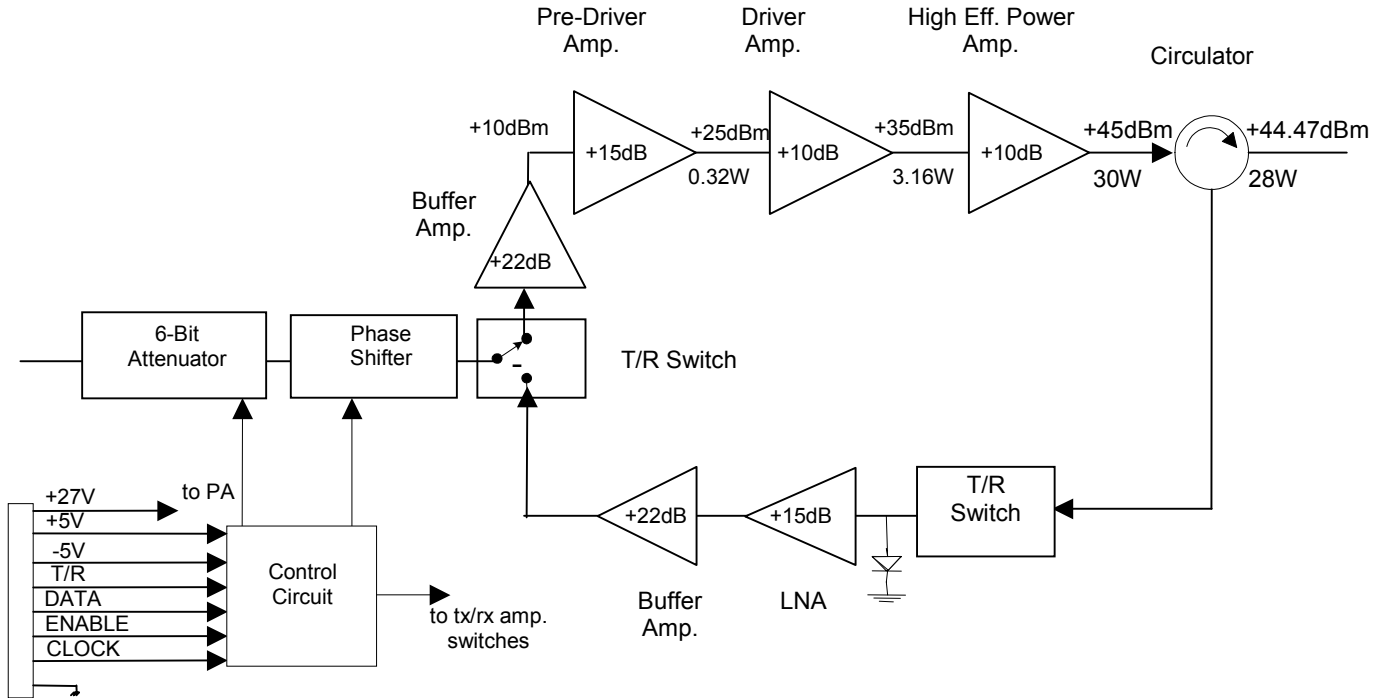 Pre-Driver
Amp.
Driver
Amp.
High Eff. Power
Amp.
Circulator
+10dBm
+15dB
+25dBm
0.32W
+10dB
+35dBm
3.16W
+10dB
+45dBm
30W
+44.47dBm
28W
Buffer
Amp.
+22dB
6-Bit
Attenuator
Phase
Shifter
-
T/R Switch
to PA
+27V
+5V
-5V
T/R
DATA
ENABLE
CLOCK
Control
Circuit
to tx/rx amp.
switches
+22dB
Buffer
Amp.
+15dB
LNA
T/R
Switch